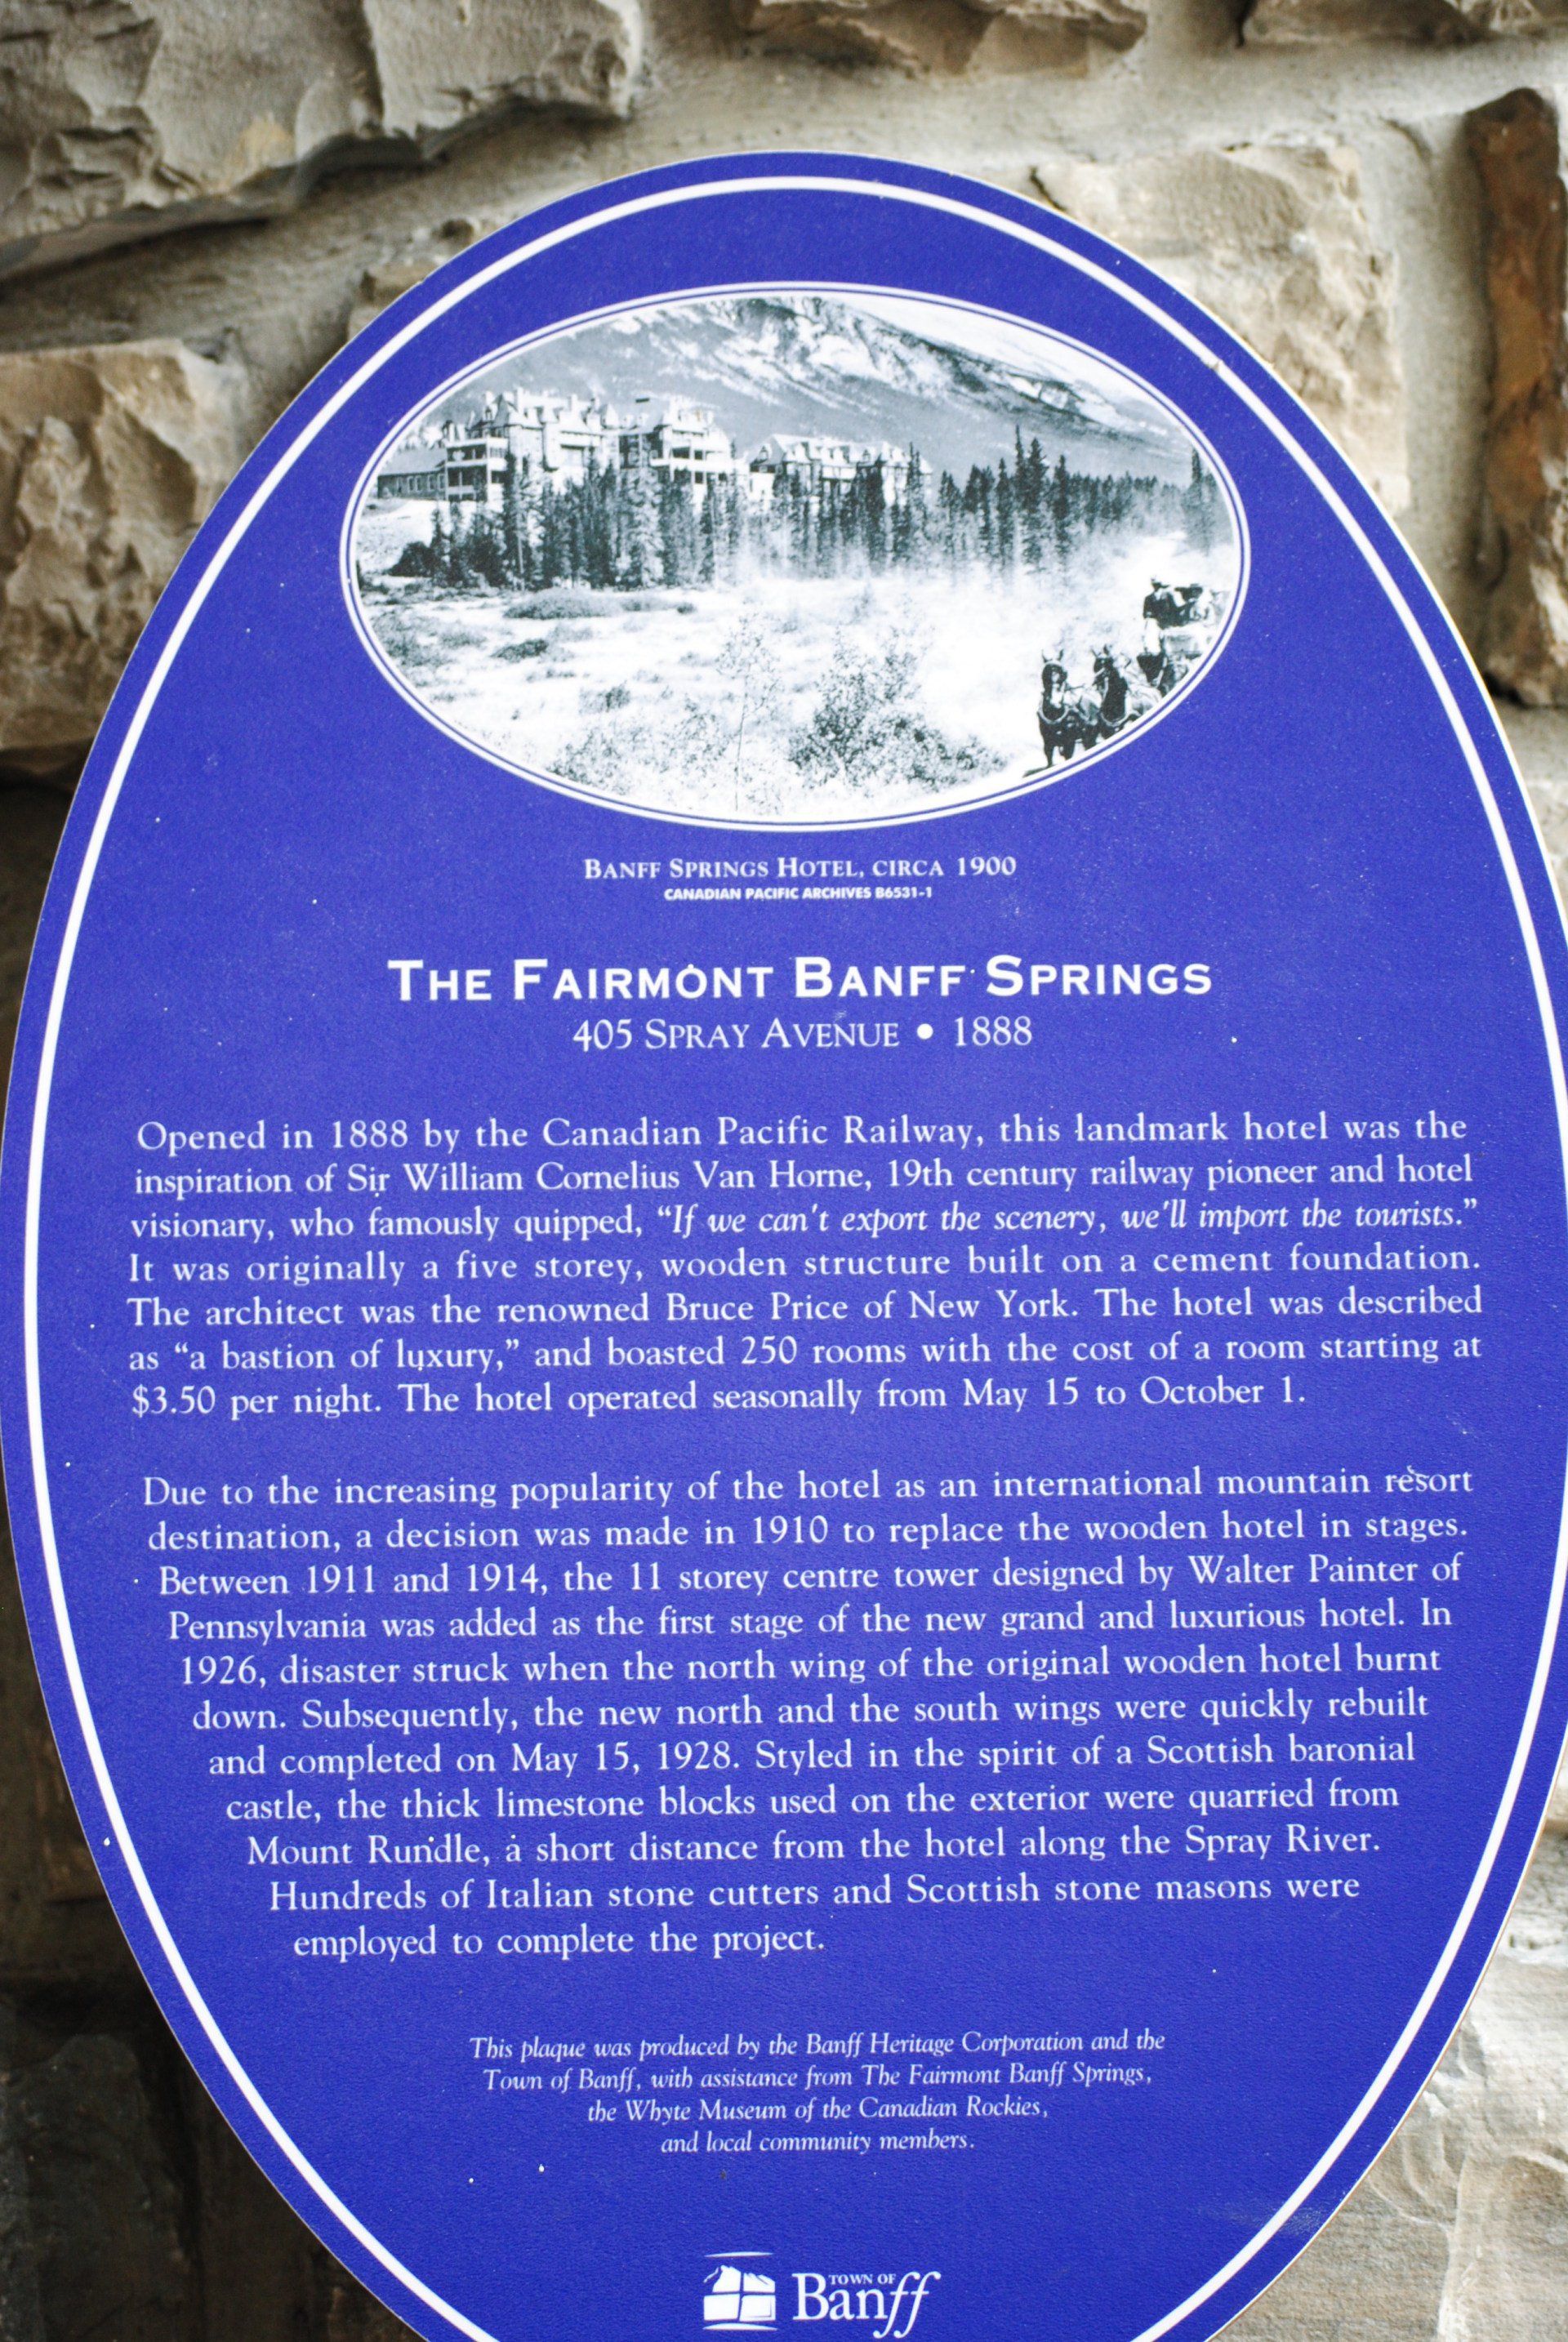 BANFF SPRINGS HOTEL, CIRCA 1900
CANADIAN PACIFIC ARCHIVES B6531-1
THE FAIRMONT BANFF SPRINGS
405 SPRAY AVENUE • 1888
Opened in 1888 by the Canadian Pacific Railway, this landmark hotel was the
inspiration of Sir William Cornelius Van Horne, 19th century railway pioneer and hotel
visionary, who famously quipped, “If we can't export the scenery, we'll import the tourists.”
It was originally a five storey, wooden structure built on a cement foundation.
The architect was the renowned Bruce Price of New York. The hotel was described
as “a bastion of luxury,” and boasted 250 rooms with the cost of a room starting at
$3.50 per night. The hotel operated seasonally from May 15 to October 1.
Due to the increasing popularity of the hotel as an international mountain resort
destination, a decision was made in 1910 to replace the wooden hotel in stages.
Between 1911 and 1914, the 11 storey centre tower designed by Walter Painter of
Pennsylvania was added as the first stage of the new grand and luxurious hotel. In
1926, disaster struck when the north wing of the original wooden hotel burnt
down. Subsequently, the new north and the south wings were quickly rebuilt
and completed on May 15, 1928. Styled in the spirit of a Scottish baronial
castle, the thick limestone blocks used on the exterior were quarried from
Mount Rundle, a short distance from the hotel along the Spray River.
Hundreds of Italian stone cutters and Scottish stone masons were
employed to complete the project.
This plaque was produced by the Banff Heritage Corporation and the
Town of Banff, with assistance from The Fairmont Banff Springs,
the Whyte Museum of the Canadian Rockies,
and local community members.
TOWN OF
Banff